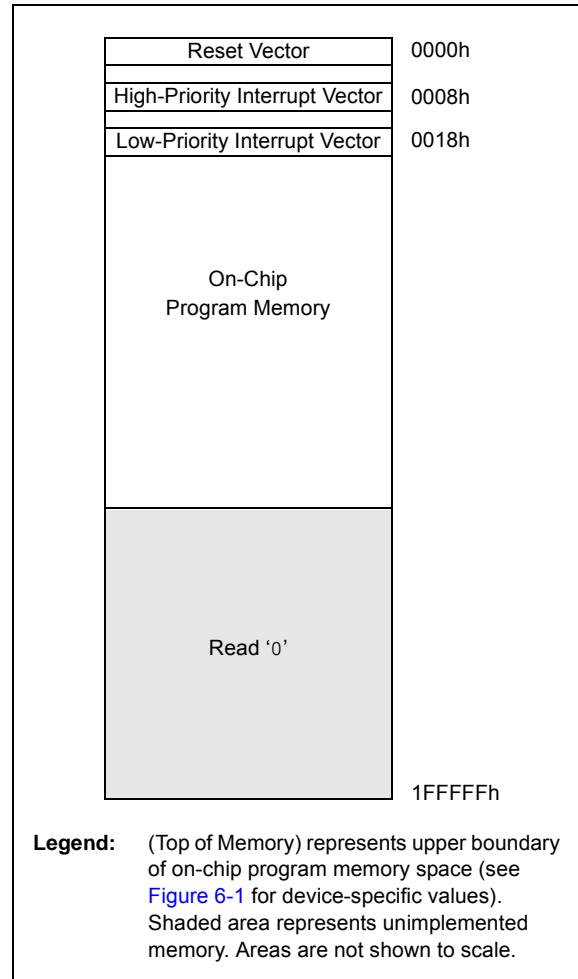 Reset Vector 0000h
High-Priority Interrupt Vector 0008h
Low-Priority Interrupt Vector 0018h
On-Chip
Program Memory
Read ‘0’
1FFFFFh
Legend: (Top of Memory) represents upper boundary
of on-chip program memory space (see
Figure 6-1 for device-specific values).
Shaded area represents unimplemented
memory. Areas are not shown to scale.